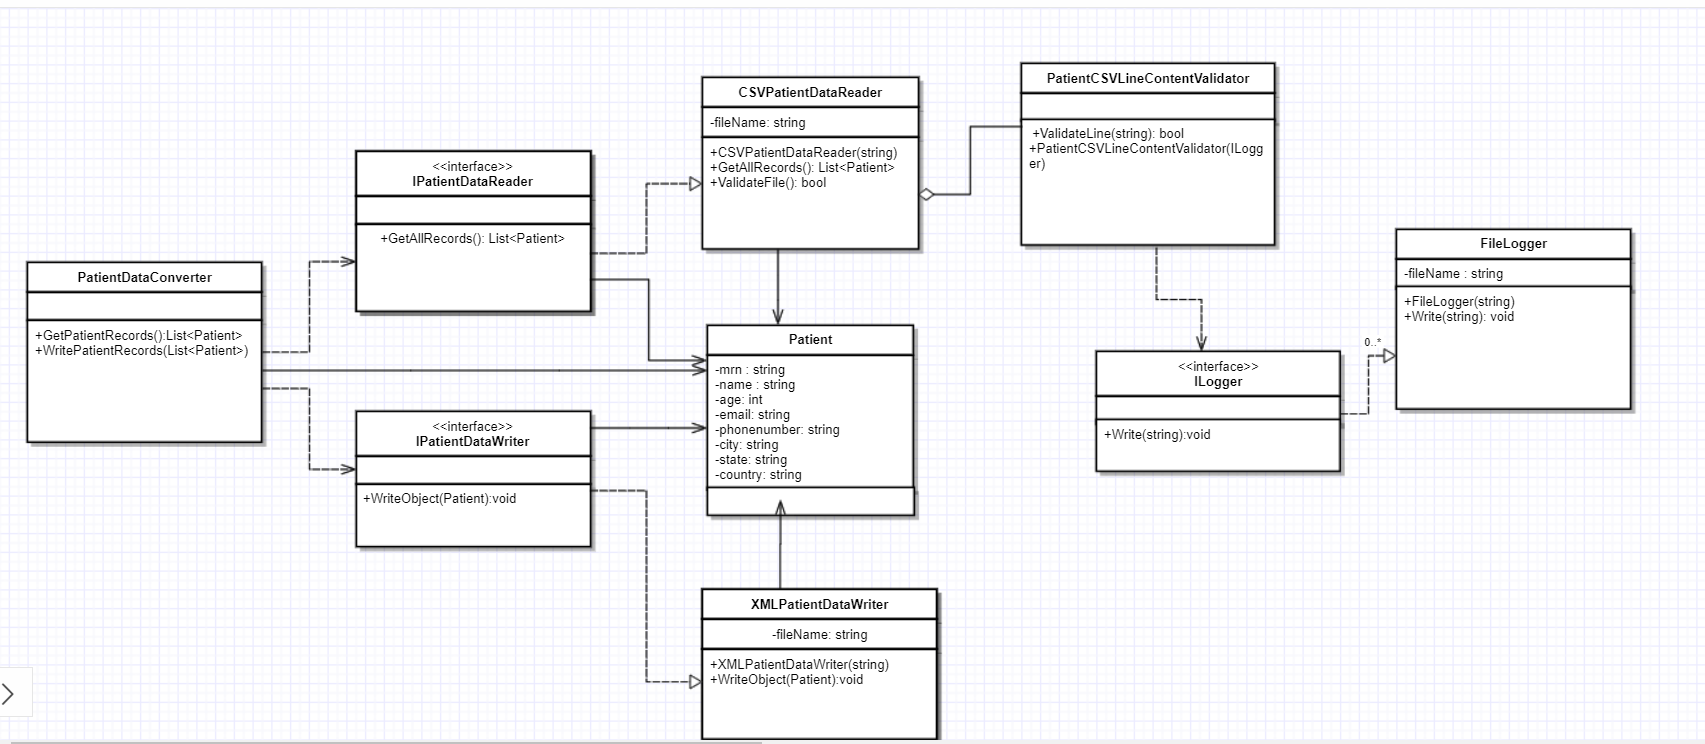 PatientDataConverter
+GetPatientRecords():List<Patient>
+WritePatientRecords(List<Patient>)
<<interface>>
IPatientDataReader
+GetAllRecords(): List<Patient>
<<interface>>
IPatientDataWriter
+WriteObject(Patient):void
CSVPatientDataReader
-fileName: string
+CSVPatientDataReader(string)
+GetAllRecords(): List<Patient>
+ValidateFile(): bool
Patient
-mrn : string
-name : string
-age: int
-email: string
-phonenumber: string
-city: string
-state: string
-country: string
XMLPatientDataWriter
-fileName: string
+XMLPatientDataWriter(string)
+WriteObject(Patient):void
PatientCSVLineContentValidator
+ValidateLine(string): bool
+PatientCSVLineContentValidator(ILogg
er)
<<interface>>
ILogger
+Write(string):void
0..*
FileLogger
-fileName : string
+FileLogger(string)
+Write(string): void